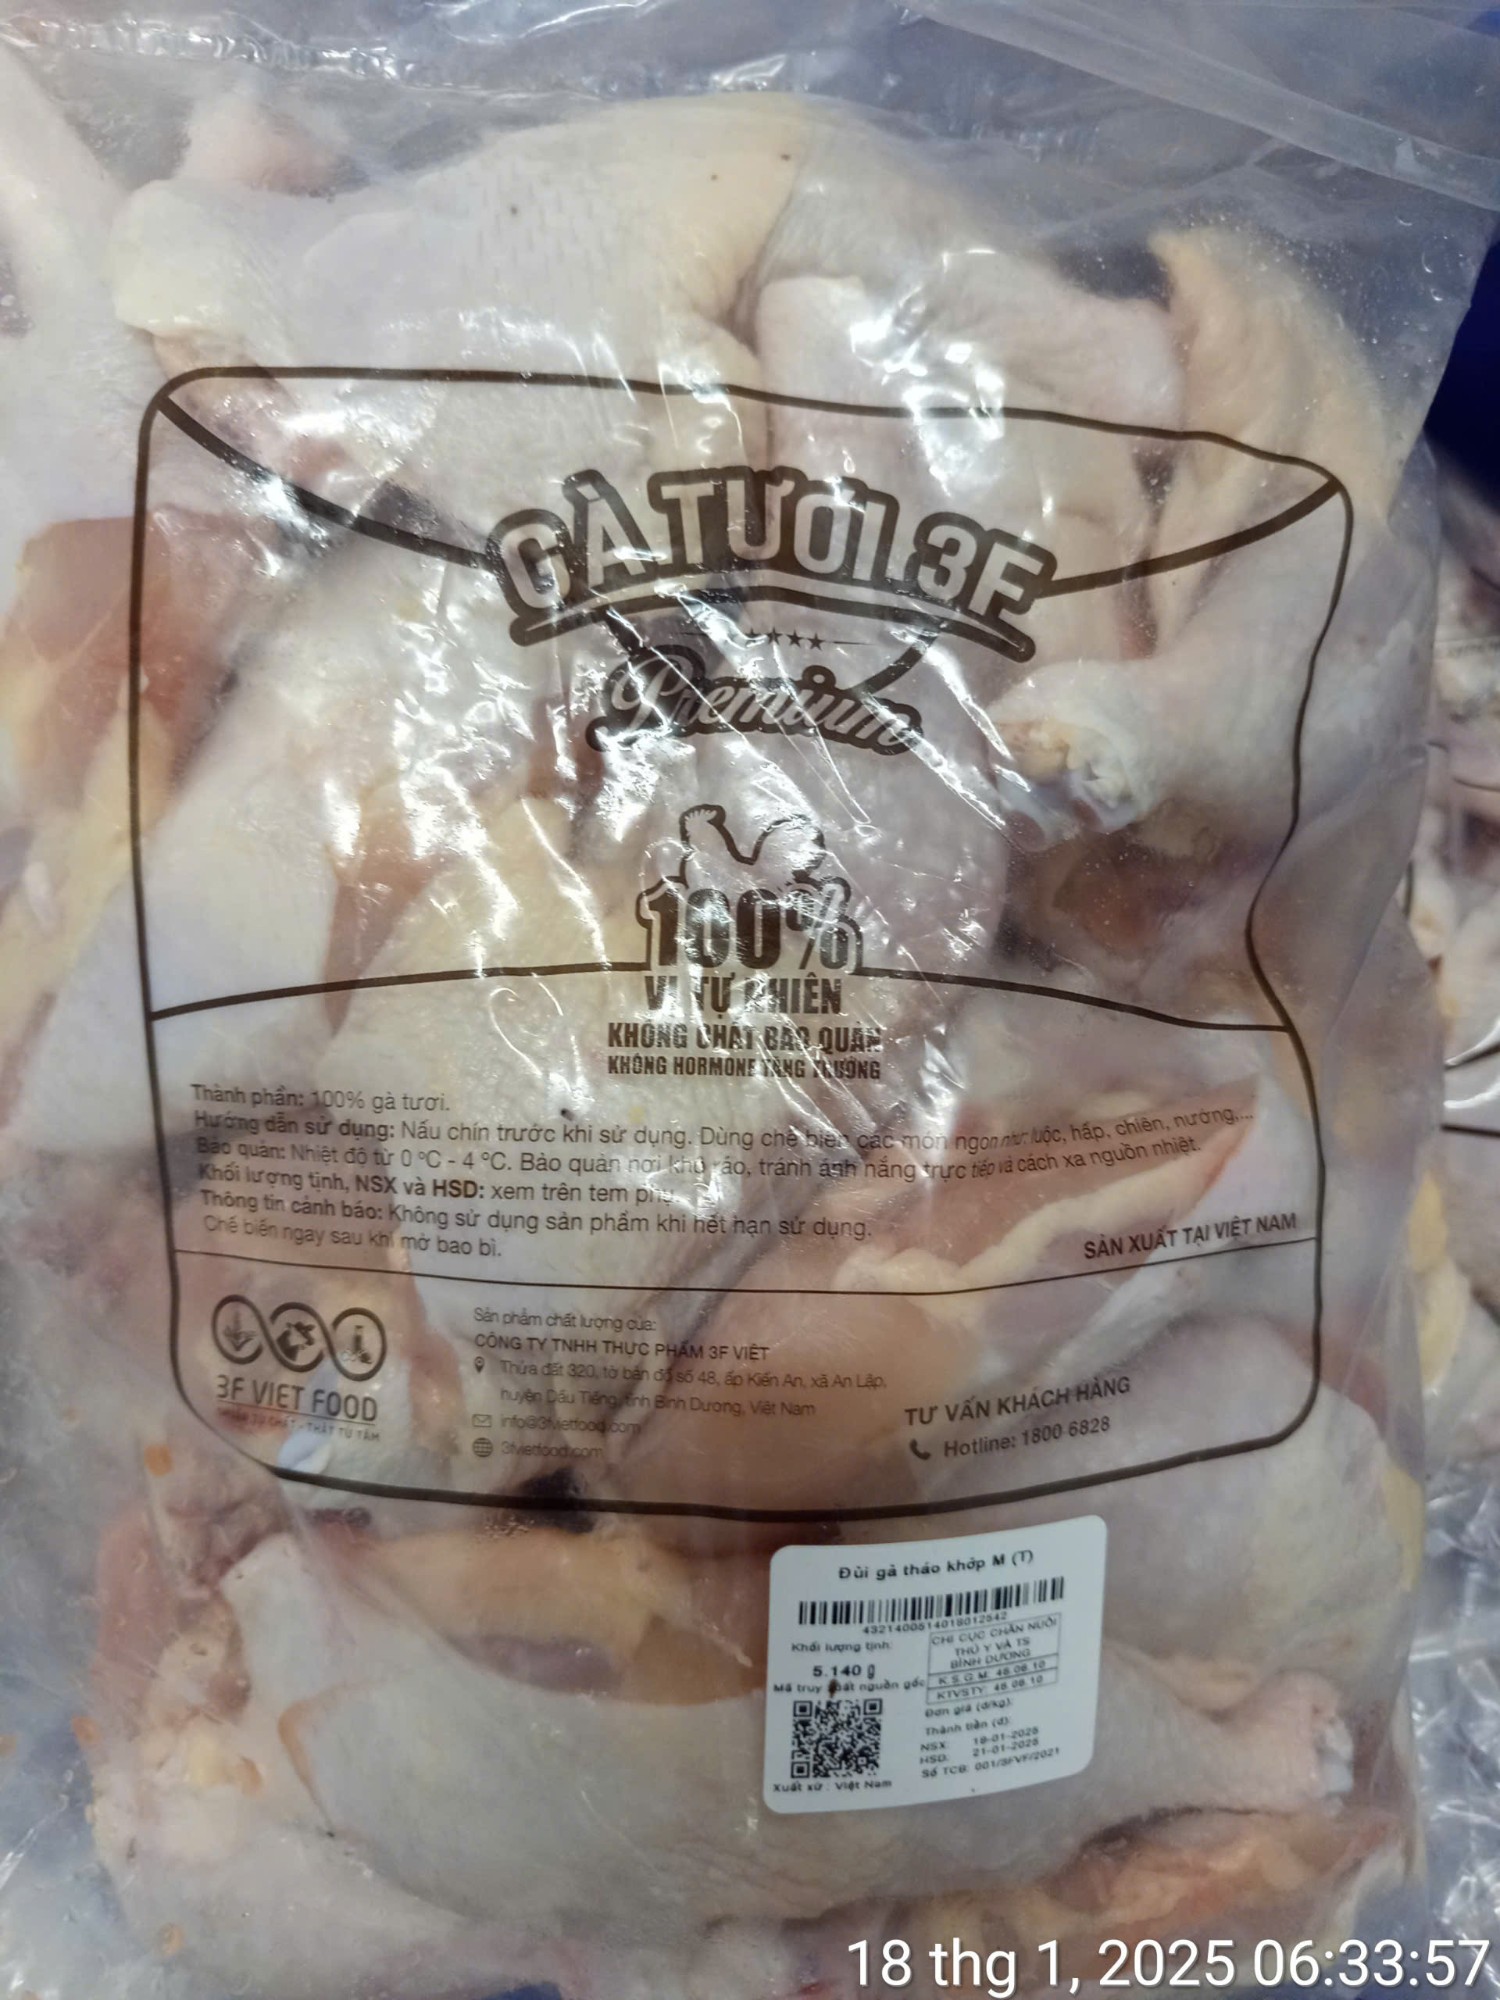 GÀ TƯƠI 3F
Premium
100%
VỊ TỰ NHIÊN
KHÔNG CHẤT BẢO QUẢN
KHÔNG HORMONE TĂNG TRƯỞNG
Thành phần: 100% gà tươi.
Hướng dẫn sử dụng: Nấu chín trước khi sử dụng. Dùng chế biến các món ngon như: luộc, hấp, chiên, nướng,...
Bảo quản: Nhiệt độ từ 0 °C - 4 °C. Bảo quản nơi khô ráo, tránh ánh nắng trực tiếp và cách xa nguồn nhiệt.
Khối lượng tịnh, NSX và HSD: xem trên tem phụ.
Thông tin cảnh báo: Không sử dụng sản phẩm khi hết hạn sử dụng.
Chế biến ngay sau khi mở bao bì.
SẢN XUẤT TẠI VIỆT NAM
3F VIET FOOD
Sản phẩm chất lượng của:
CÔNG TY TNHH THỰC PHẨM 3F VIỆT
Thửa đất 320, tờ bản đồ số 48, ấp Kiến An, xã An Lập,
huyện Dầu Tiếng, tỉnh Bình Dương, Việt Nam
info@3fvietfood.com
3fvietfood.com
TƯ VẤN KHÁCH HÀNG
Hotline: 1800 6828
Đùi gà tháo khớp M (T)
4321400514018012542
Khối lượng tịnh:
5.140 g
CHI CỤC CHĂN NUÔI
THÚ Y VÀ TS
BÌNH DƯƠNG
K.S.G.M. 46.08.10
KTVSTY: 46.08.10
Mã truy xuất nguồn gốc
Đơn giá (đ/kg):
Thành tiền (đ):
NSX: 18-01-2025
HSD: 21-01-2025
Số TCB: 001/3FVF/2021
Xuất xứ : Việt Nam
18 thg 1, 2025 06:33:57